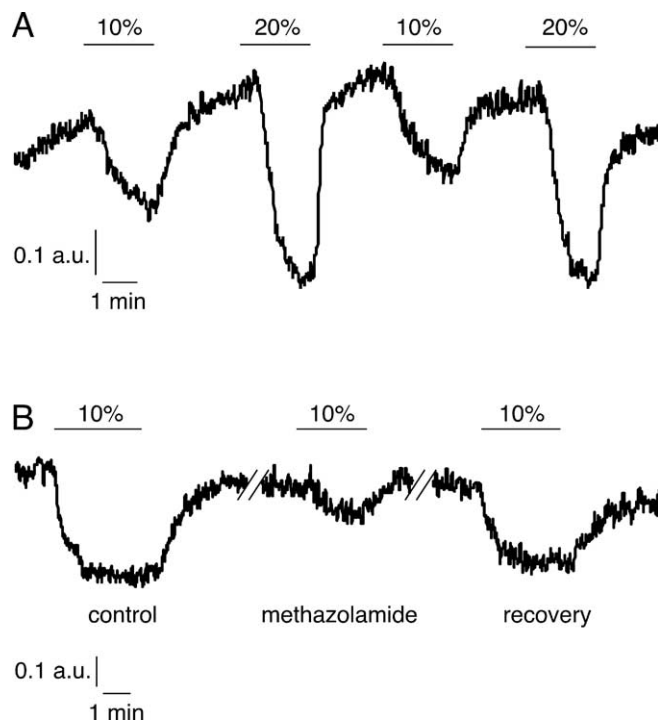 A
10% 20% 10% 20%
0.1 a.u.
1 min
B
10% 10% 10%
control methazolamide recovery
0.1 a.u.
1 min